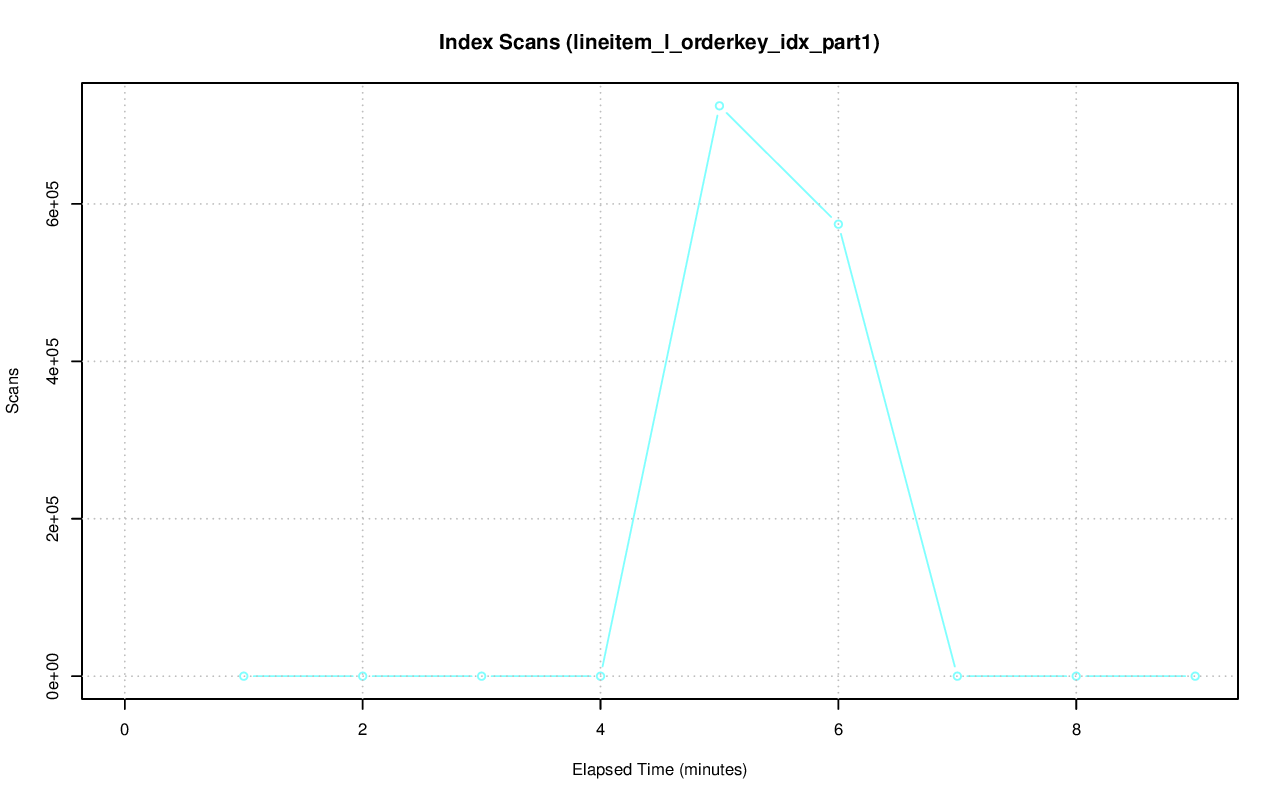 Index Scans (lineitem_l_orderkey_idx_part1)
Scans
6e+05
4e+05
2e+05
0e+00
0 2 4 6 8
Elapsed Time (minutes)